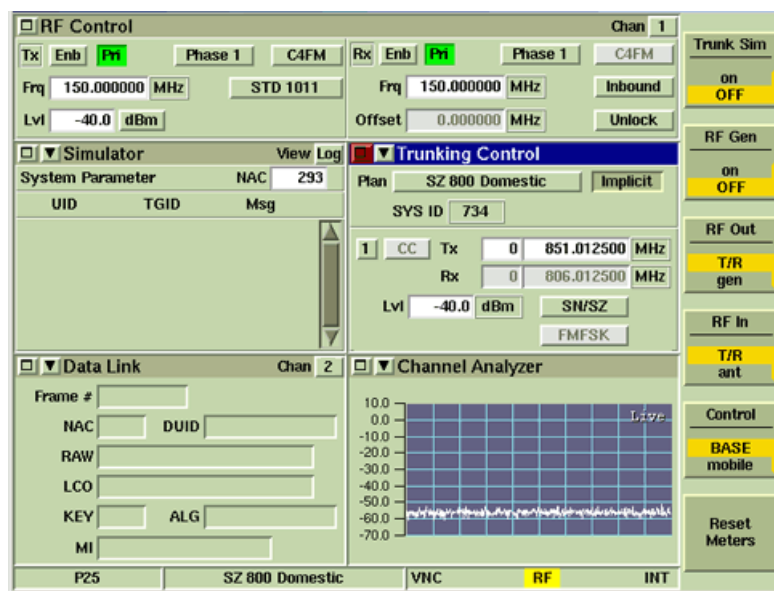 RF Control Chan 1
Tx Enb Pri Phase 1 C4FM
Frq 150.000000 MHz STD 1011
Lvl -40.0 dBm
Rx Enb Pri Phase 1 C4FM
Frq 150.000000 MHz Inbound
Offset 0.000000 MHz Unlock
Simulator View Log
System Parameter NAC 293
UID TGID Msg
Trunking Control
Plan SZ 800 Domestic Implicit
SYS ID 734
1 CC Tx 0 851.012500 MHz
Rx 0 806.012500 MHz
Lvl -40.0 dBm SN/SZ
FMFSK
Data Link Chan 2
Frame #
NAC DUID
RAW
LCO
KEY ALG
MI
Channel Analyzer
Live
10.0
0.0
-10.0
-20.0
-30.0
-40.0
-50.0
-60.0
-70.0
Trunk Sim
on
OFF
RF Gen
on
OFF
RF Out
T/R
gen
RF In
T/R
ant
Control
BASE
mobile
Reset
Meters
P25 SZ 800 Domestic VNC RF INT